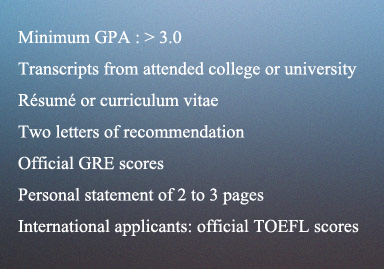 Minimum GPA : > 3.0
Transcripts from attended college or university
Résumé or curriculum vitae
Two letters of recommendation
Official GRE scores
Personal statement of 2 to 3 pages
International applicants: official TOEFL scores